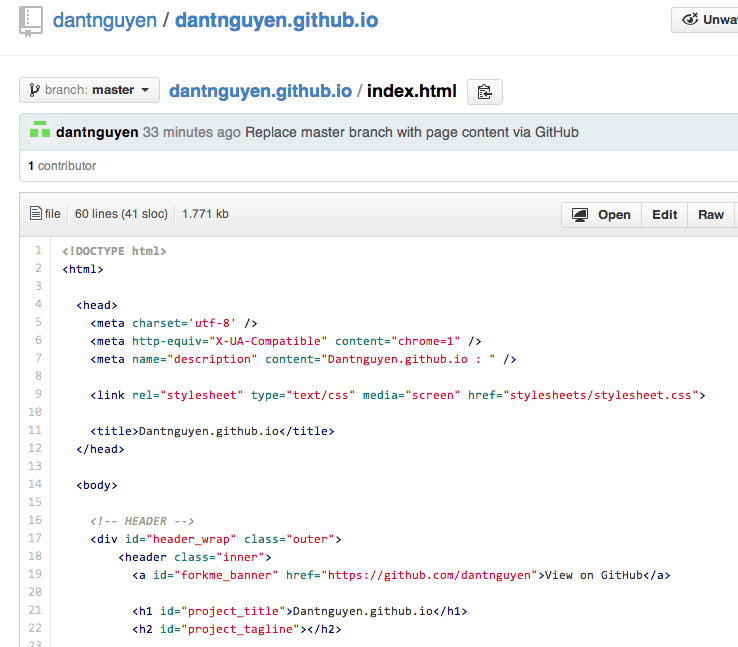 dantnguyen / dantnguyen.github.io
Unwa
branch: master
dantnguyen.github.io / index.html
dantnguyen 33 minutes ago Replace master branch with page content via GitHub
1 contributor
file 60 lines (41 sloc) 1.771 kb
Open Edit Raw
1 <!DOCTYPE html>
2 <html>
3
4 <head>
5 <meta charset='utf-8' />
6 <meta http-equiv="X-UA-Compatible" content="chrome=1" />
7 <meta name="description" content="Dantnguyen.github.io : " />
8
9 <link rel="stylesheet" type="text/css" media="screen" href="stylesheets/stylesheet.css">
10
11 <title>Dantnguyen.github.io</title>
12 </head>
13
14 <body>
15
16 <!-- HEADER -->
17 <div id="header_wrap" class="outer">
18 <header class="inner">
19 <a id="forkme_banner" href="https://github.com/dantnguyen">View on GitHub</a>
20
21 <h1 id="project_title">Dantnguyen.github.io</h1>
22 <h2 id="project_tagline"></h2>
23